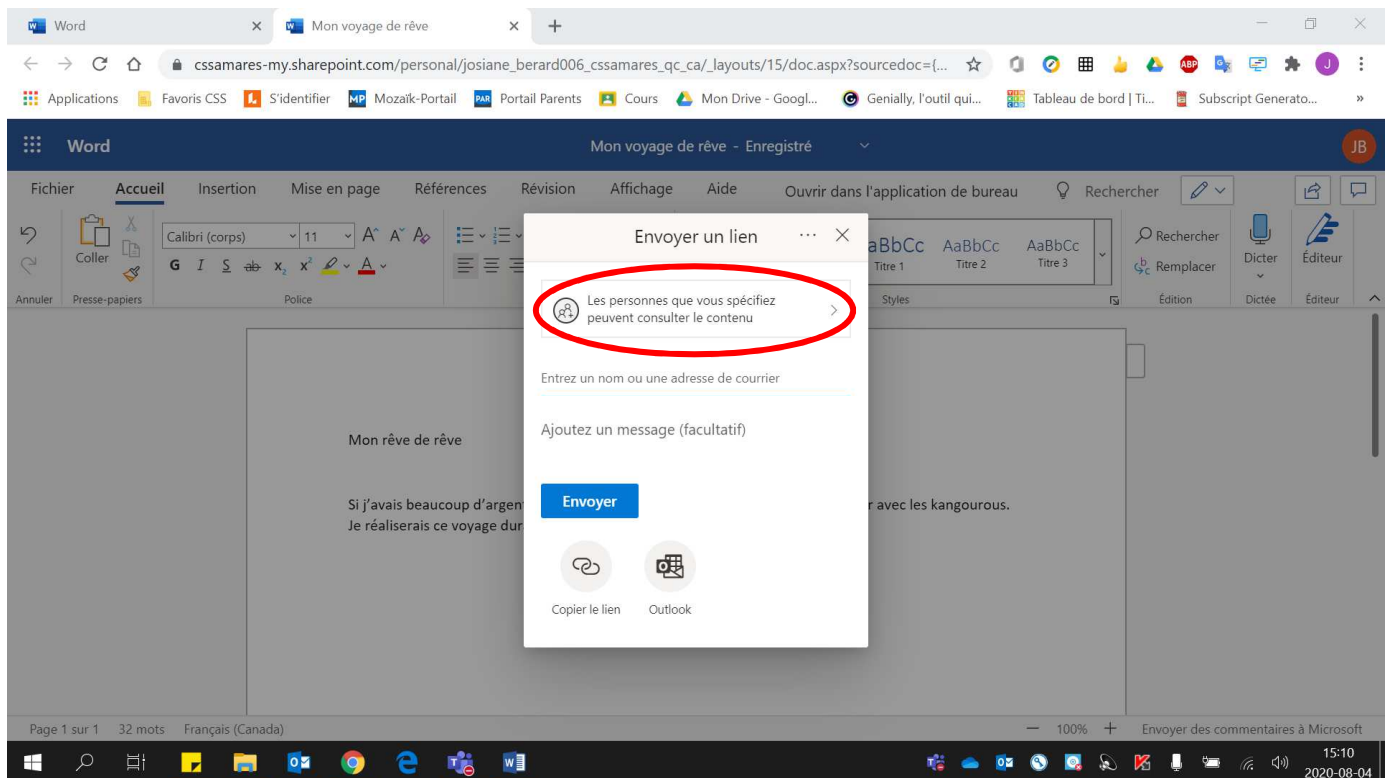 Word
Mon voyage de rêve
cssamares-my.sharepoint.com/personal/josiane_berard006_cssamares_qc_ca/_layouts/15/doc.aspx?sourcedoc={...
ABP
J
Applications
Favoris CSS
S'identifier
MP Mozaïk-Portail
PAR Portail Parents
Cours
Mon Drive - Googl...
Genially, l'outil qui...
Tableau de bord | Ti...
Subscript Generato...
»
Word
Mon voyage de rêve - Enregistré
JB
Fichier
Accueil
Insertion
Mise en page
Références
Révision
Affichage
Aide
Ouvrir dans l'application de bureau
Rechercher
Coller
Calibri (corps)
11
G I S ab x₂ x² A
Annuler
Presse-papiers
Police
Envoyer un lien
Les personnes que vous spécifiez
peuvent consulter le contenu
Entrez un nom ou une adresse de courrier
Ajoutez un message (facultatif)
Envoyer
Copier le lien
Outlook
aBbCc
Titre 1
AaBbCc
Titre 2
AaBbCc
Titre 3
Styles
Rechercher
Remplacer
Édition
Dicter
Dictée
Éditeur
Éditeur
Mon rêve de rêve
Si j'avais beaucoup d'argen r avec les kangourous.
Je réaliserais ce voyage dur
Page 1 sur 1
32 mots
Français (Canada)
100%
Envoyer des commentaires à Microsoft
15:10
2020-08-04